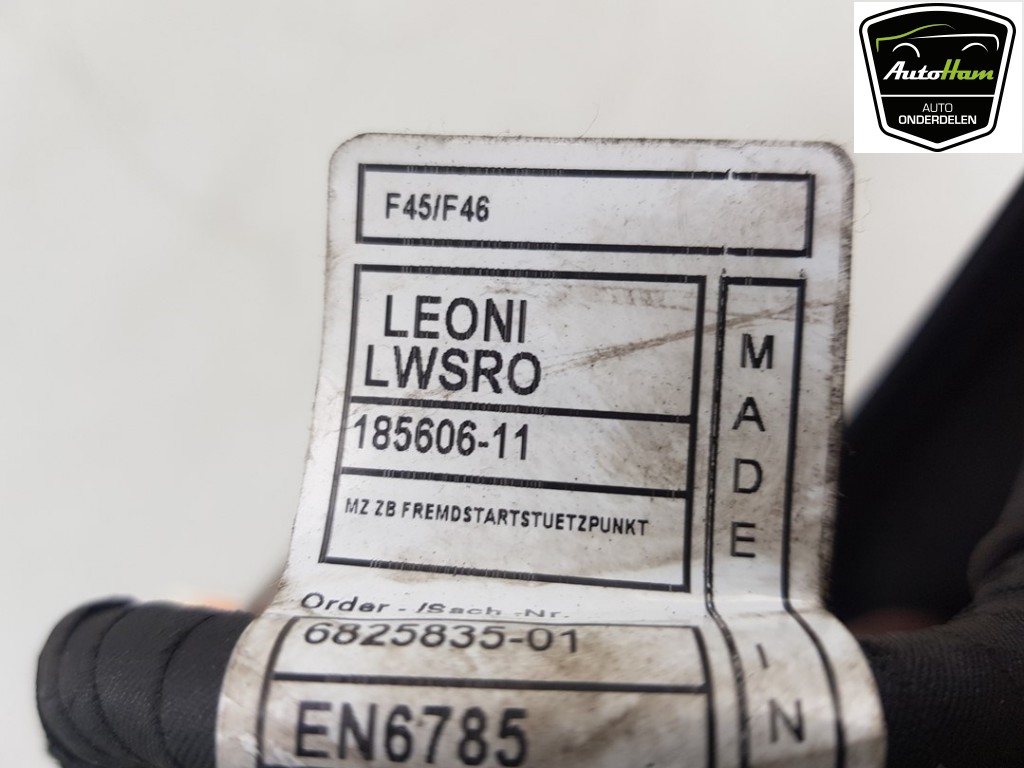 AutoHam
AUTO
ONDERDELEN
F45/F46
LEONI
LWSRO
185606-11
MZ ZB FREMDSTARTSTUETZPUNKT
Order - /Sach -Nr.
6825835-01
EN6785
MADE
IN